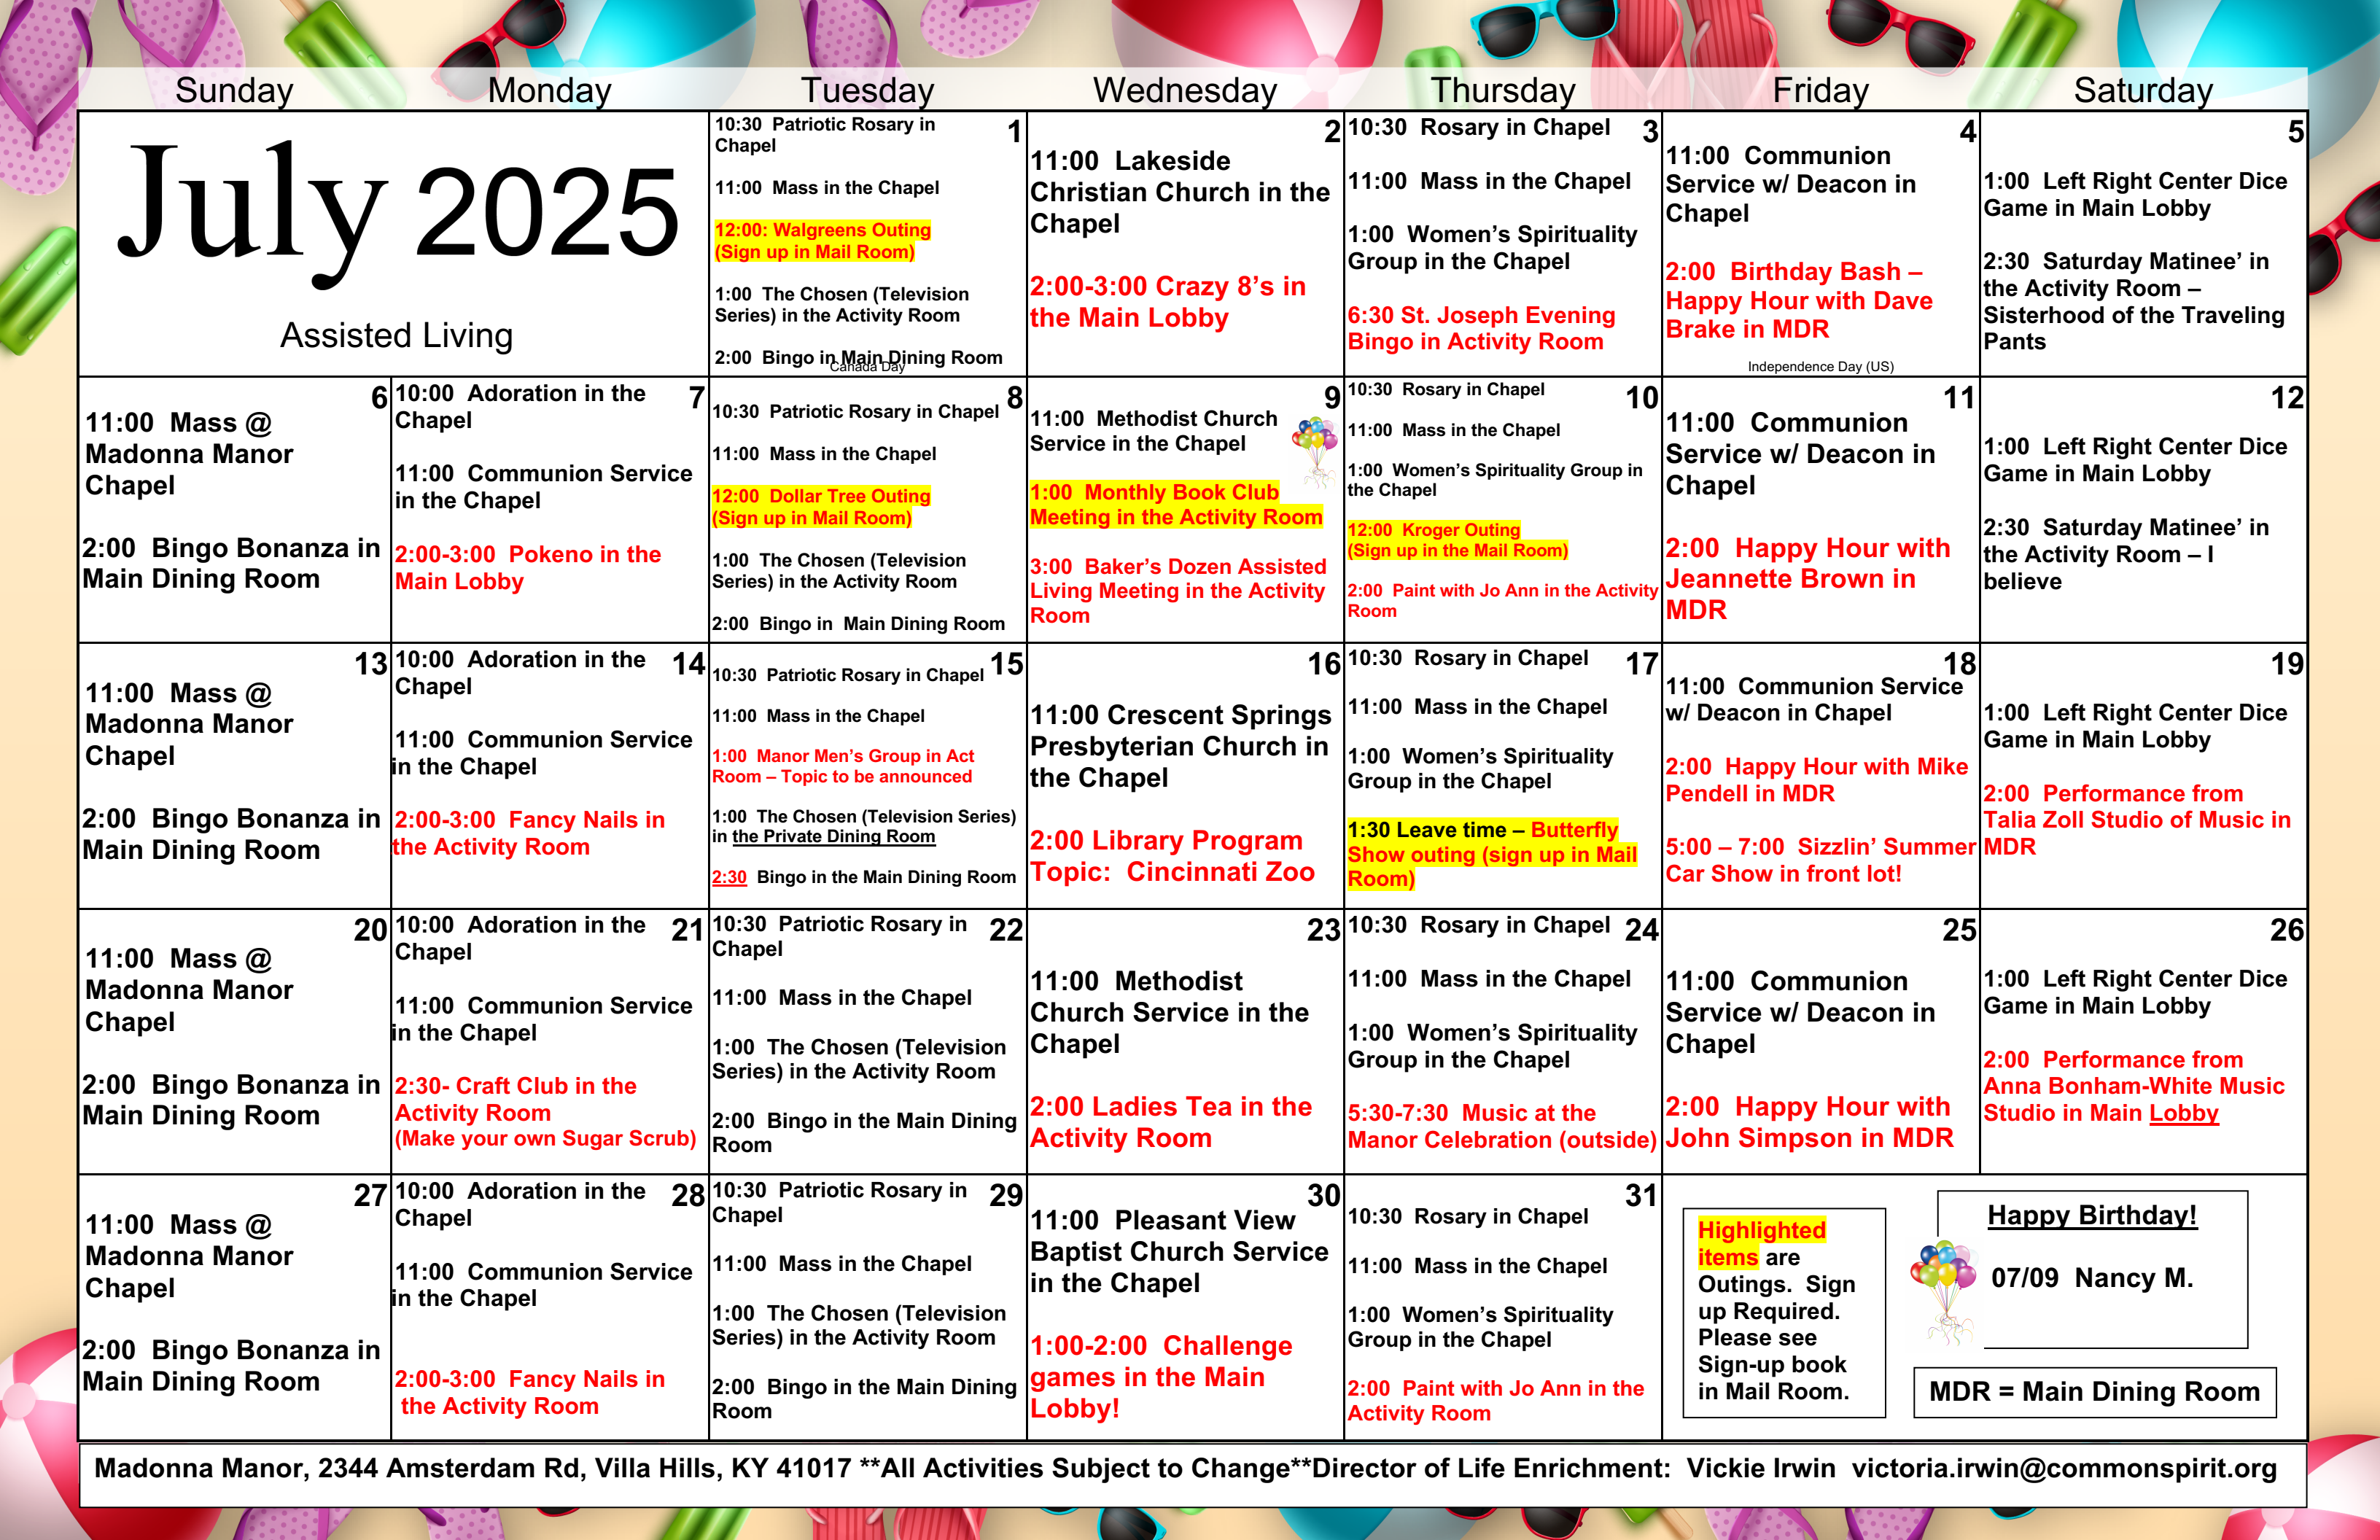 Sunday Monday Tuesday Wednesday Thursday Friday Saturday
July 2025
Assisted Living
1
10:30 Patriotic Rosary in
Chapel
11:00 Mass in the Chapel
12:00: Walgreens Outing
(Sign up in Mail Room)
1:00 The Chosen (Television
Series) in the Activity Room
2:00 Bingo in Main Dining Room
Canada Day
2
11:00 Lakeside
Christian Church in the
Chapel
2:00-3:00 Crazy 8’s in
the Main Lobby
3
10:30 Rosary in Chapel
11:00 Mass in the Chapel
1:00 Women’s Spirituality
Group in the Chapel
6:30 St. Joseph Evening
Bingo in Activity Room
4
11:00 Communion
Service w/ Deacon in
Chapel
2:00 Birthday Bash –
Happy Hour with Dave
Brake in MDR
Independence Day (US)
5
1:00 Left Right Center Dice
Game in Main Lobby
2:30 Saturday Matinee’ in
the Activity Room –
Sisterhood of the Traveling
Pants
6
11:00 Mass @
Madonna Manor
Chapel
2:00 Bingo Bonanza in
Main Dining Room
7
10:00 Adoration in the
Chapel
11:00 Communion Service
in the Chapel
2:00-3:00 Pokeno in the
Main Lobby
8
10:30 Patriotic Rosary in Chapel
11:00 Mass in the Chapel
12:00 Dollar Tree Outing
(Sign up in Mail Room)
1:00 The Chosen (Television
Series) in the Activity Room
2:00 Bingo in Main Dining Room
9
11:00 Methodist Church
Service in the Chapel
1:00 Monthly Book Club
Meeting in the Activity Room
3:00 Baker’s Dozen Assisted
Living Meeting in the Activity
Room
10
10:30 Rosary in Chapel
11:00 Mass in the Chapel
1:00 Women’s Spirituality Group in
the Chapel
12:00 Kroger Outing
(Sign up in the Mail Room)
2:00 Paint with Jo Ann in the Activity
Room
11
11:00 Communion
Service w/ Deacon in
Chapel
2:00 Happy Hour with
Jeannette Brown in
MDR
12
1:00 Left Right Center Dice
Game in Main Lobby
2:30 Saturday Matinee’ in
the Activity Room – I
believe
13
11:00 Mass @
Madonna Manor
Chapel
2:00 Bingo Bonanza in
Main Dining Room
14
10:00 Adoration in the
Chapel
11:00 Communion Service
in the Chapel
2:00-3:00 Fancy Nails in
the Activity Room
15
10:30 Patriotic Rosary in Chapel
11:00 Mass in the Chapel
1:00 Manor Men’s Group in Act
Room – Topic to be announced
1:00 The Chosen (Television Series)
in the Private Dining Room
2:30 Bingo in the Main Dining Room
16
11:00 Crescent Springs
Presbyterian Church in
the Chapel
2:00 Library Program
Topic: Cincinnati Zoo
17
10:30 Rosary in Chapel
11:00 Mass in the Chapel
1:00 Women’s Spirituality
Group in the Chapel
1:30 Leave time – Butterfly
Show outing (sign up in Mail
Room)
18
11:00 Communion Service
w/ Deacon in Chapel
2:00 Happy Hour with Mike
Pendell in MDR
5:00 – 7:00 Sizzlin’ Summer
Car Show in front lot!
19
1:00 Left Right Center Dice
Game in Main Lobby
2:00 Performance from
Talia Zoll Studio of Music in
MDR
20
11:00 Mass @
Madonna Manor
Chapel
2:00 Bingo Bonanza in
Main Dining Room
21
10:00 Adoration in the
Chapel
11:00 Communion Service
in the Chapel
2:30- Craft Club in the
Activity Room
(Make your own Sugar Scrub)
22
10:30 Patriotic Rosary in
Chapel
11:00 Mass in the Chapel
1:00 The Chosen (Television
Series) in the Activity Room
2:00 Bingo in the Main Dining
Room
23
11:00 Methodist
Church Service in the
Chapel
2:00 Ladies Tea in the
Activity Room
24
10:30 Rosary in Chapel
11:00 Mass in the Chapel
1:00 Women’s Spirituality
Group in the Chapel
5:30-7:30 Music at the
Manor Celebration (outside)
25
11:00 Communion
Service w/ Deacon in
Chapel
2:00 Happy Hour with
John Simpson in MDR
26
1:00 Left Right Center Dice
Game in Main Lobby
2:00 Performance from
Anna Bonham-White Music
Studio in Main Lobby
27
11:00 Mass @
Madonna Manor
Chapel
2:00 Bingo Bonanza in
Main Dining Room
28
10:00 Adoration in the
Chapel
11:00 Communion Service
in the Chapel
2:00-3:00 Fancy Nails in
the Activity Room
29
10:30 Patriotic Rosary in
Chapel
11:00 Mass in the Chapel
1:00 The Chosen (Television
Series) in the Activity Room
2:00 Bingo in the Main Dining
Room
30
11:00 Pleasant View
Baptist Church Service
in the Chapel
1:00-2:00 Challenge
games in the Main
Lobby!
31
10:30 Rosary in Chapel
11:00 Mass in the Chapel
1:00 Women’s Spirituality
Group in the Chapel
2:00 Paint with Jo Ann in the
Activity Room
Highlighted
items are
Outings. Sign
up Required.
Please see
Sign-up book
in Mail Room.
Happy Birthday!
07/09 Nancy M.
MDR = Main Dining Room
Madonna Manor, 2344 Amsterdam Rd, Villa Hills, KY 41017 **All Activities Subject to Change**Director of Life Enrichment: Vickie Irwin victoria.irwin@commonspirit.org